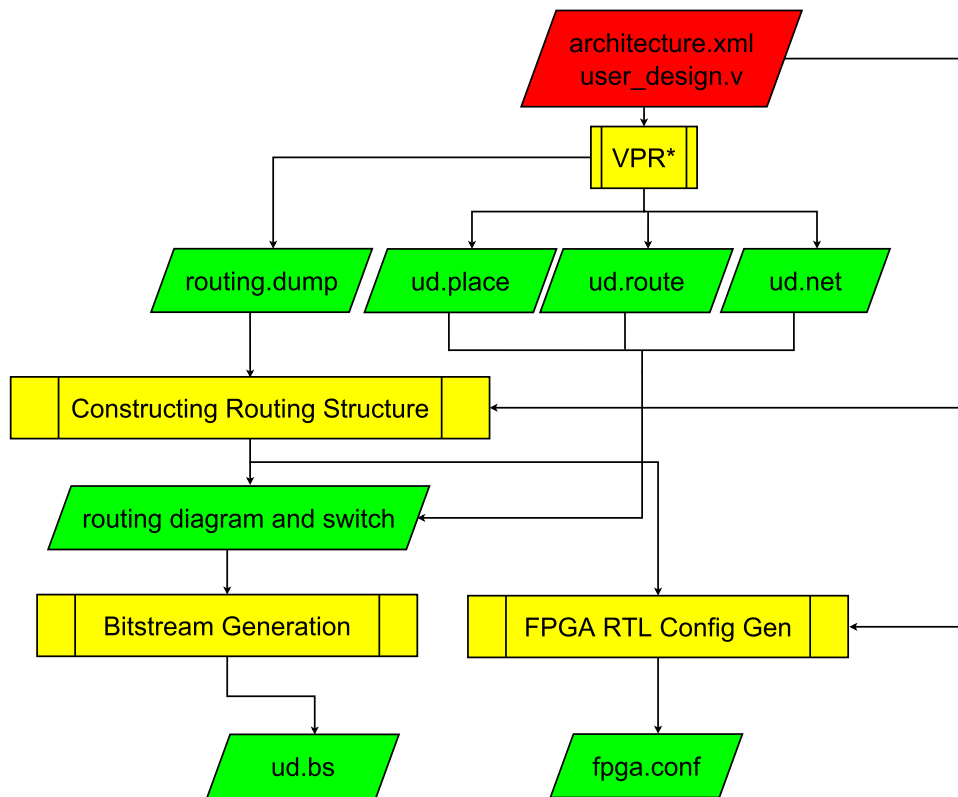 architecture.xml
user_design.v
VPR*
routing.dump
ud.place
ud.route
ud.net
Constructing Routing Structure
routing diagram and switch
Bitstream Generation
FPGA RTL Config Gen
ud.bs
fpga.conf